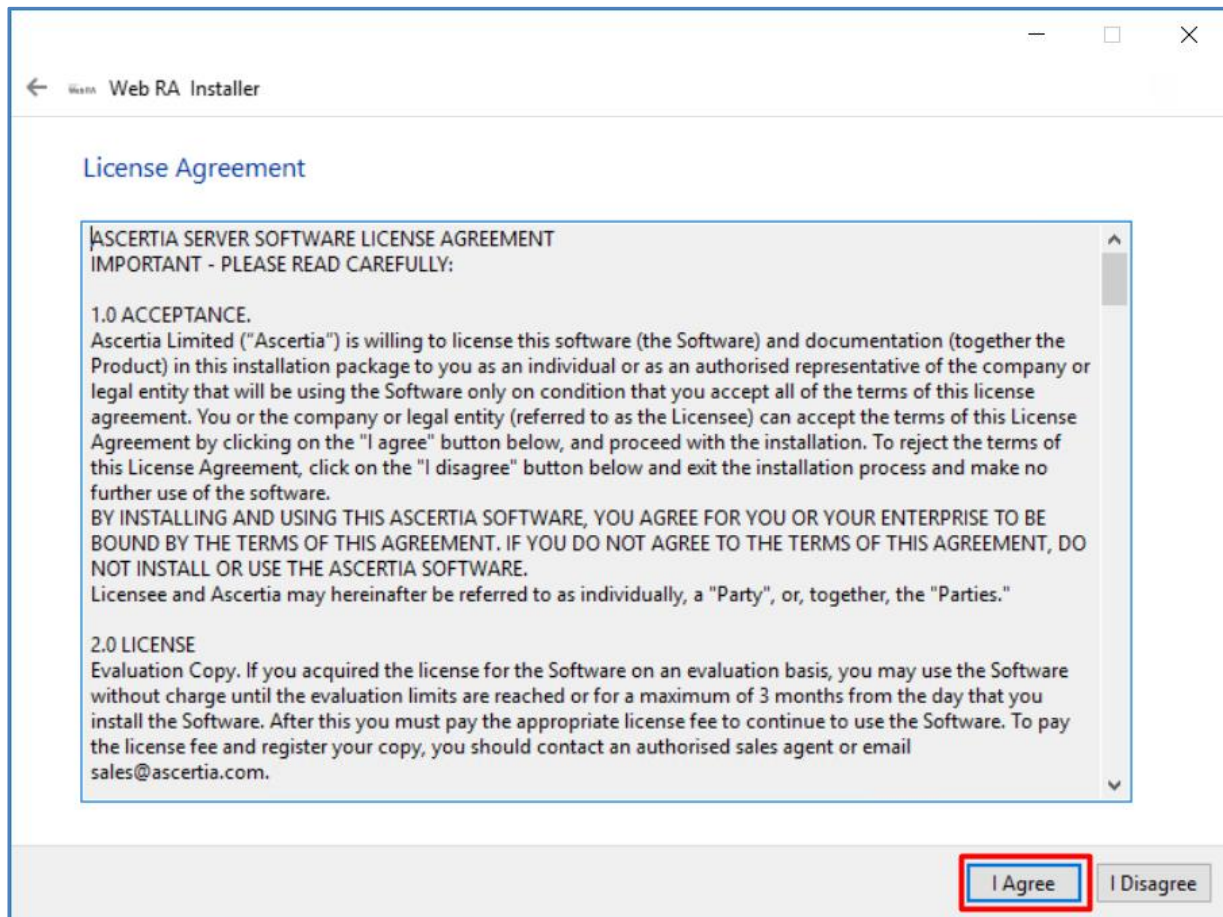 Web RA Installer
License Agreement
ASCERTIA SERVER SOFTWARE LICENSE AGREEMENT
IMPORTANT - PLEASE READ CAREFULLY:
1.0 ACCEPTANCE.
Ascertia Limited ("Ascertia") is willing to license this software (the Software) and documentation (together the
Product) in this installation package to you as an individual or as an authorised representative of the company or
legal entity that will be using the Software only on condition that you accept all of the terms of this license
agreement. You or the company or legal entity (referred to as the Licensee) can accept the terms of this License
Agreement by clicking on the "I agree" button below, and proceed with the installation. To reject the terms of
this License Agreement, click on the "I disagree" button below and exit the installation process and make no
further use of the software.
BY INSTALLING AND USING THIS ASCERTIA SOFTWARE, YOU AGREE FOR YOU OR YOUR ENTERPRISE TO BE
BOUND BY THE TERMS OF THIS AGREEMENT. IF YOU DO NOT AGREE TO THE TERMS OF THIS AGREEMENT, DO
NOT INSTALL OR USE THE ASCERTIA SOFTWARE.
Licensee and Ascertia may hereinafter be referred to as individually, a "Party", or, together, the "Parties."
2.0 LICENSE
Evaluation Copy. If you acquired the license for the Software on an evaluation basis, you may use the Software
without charge until the evaluation limits are reached or for a maximum of 3 months from the day that you
install the Software. After this you must pay the appropriate license fee to continue to use the Software. To pay
the license fee and register your copy, you should contact an authorised sales agent or email
sales@ascertia.com.
I Agree
I Disagree